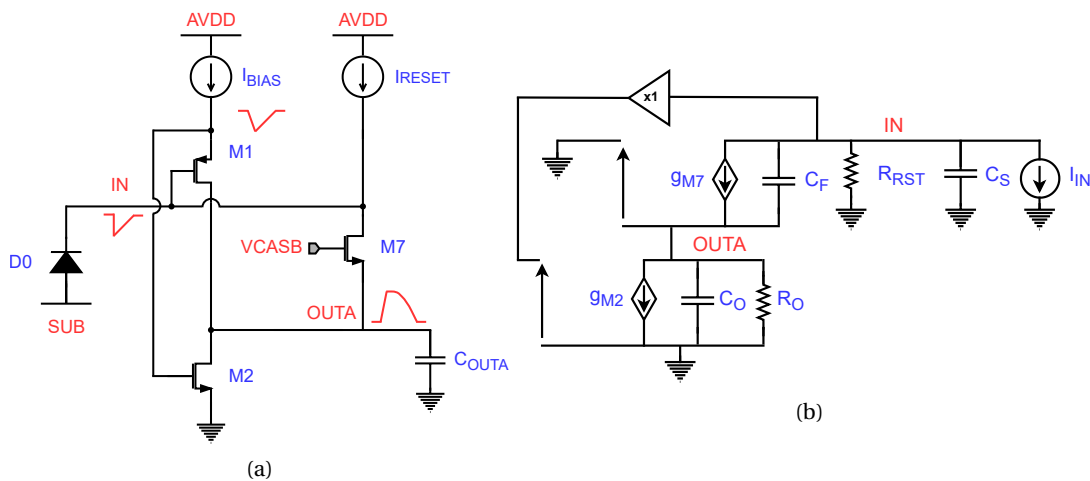 AVDD
AVDD
IBIAS
IRESET
M1
IN
VCASB
M7
D0
OUTA
SUB
M2
COUTA
(a)
x1
IN
gM7
CF
RRST
CS
IIN
OUTA
gM2
CO
RO
(b)